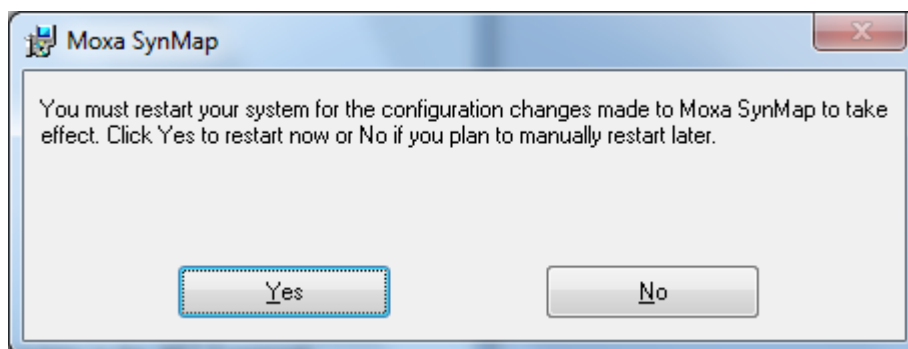 Moxa SynMap
You must restart your system for the configuration changes made to Moxa SynMap to take
effect. Click Yes to restart now or No if you plan to manually restart later.
Yes
No